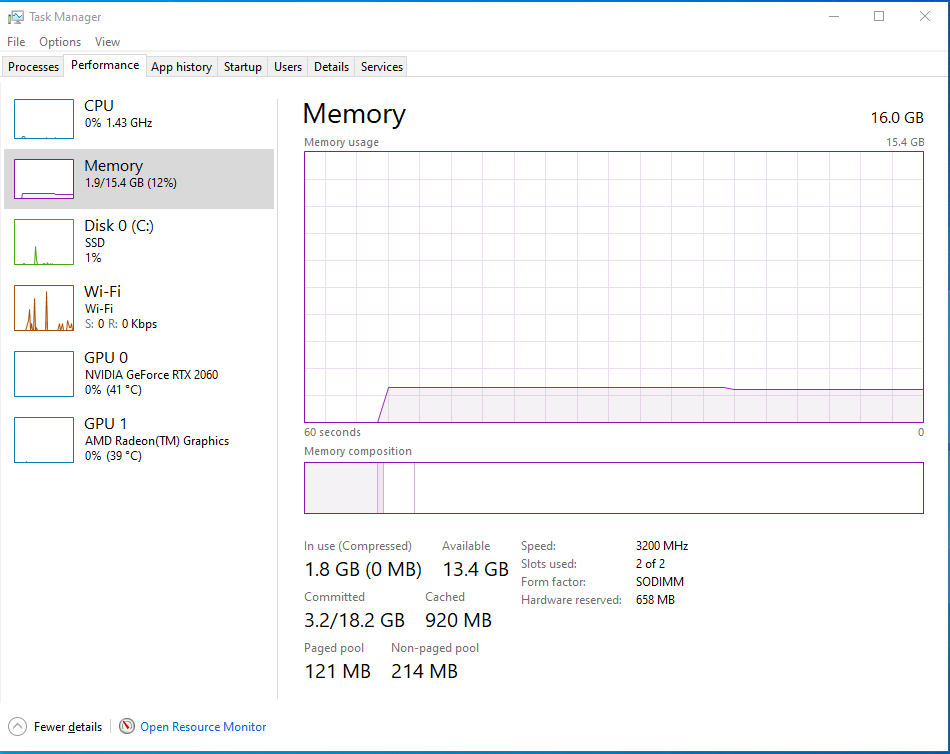 Task Manager
File Options View
Processes Performance App history Startup Users Details Services
CPU
0% 1.43 GHz
Memory
1.9/15.4 GB (12%)
Disk 0 (C:)
SSD
1%
Wi-Fi
Wi-Fi
S: 0 R: 0 Kbps
GPU 0
NVIDIA GeForce RTX 2060
0% (41 °C)
GPU 1
AMD Radeon(TM) Graphics
0% (39 °C)
Memory 16.0 GB
Memory usage 15.4 GB
60 seconds 0
Memory composition
In use (Compressed) Available
1.8 GB (0 MB) 13.4 GB
Committed Cached
3.2/18.2 GB 920 MB
Paged pool Non-paged pool
121 MB 214 MB
Speed: 3200 MHz
Slots used: 2 of 2
Form factor: SODIMM
Hardware reserved: 658 MB
Fewer details Open Resource Monitor